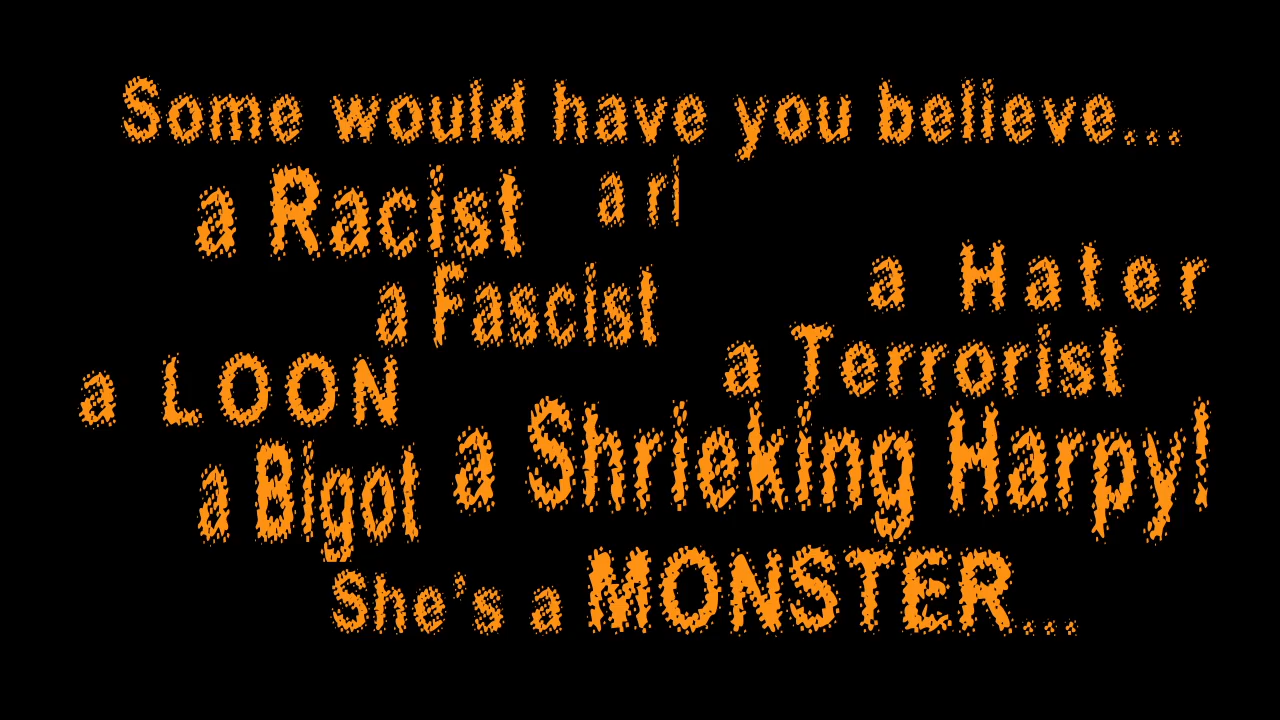 Some would have you believe...
a Racist
a Hater
a Fascist
a Terrorist
a LOON
a Shrieking Harpy!
a Bigot
She's a MONSTER...